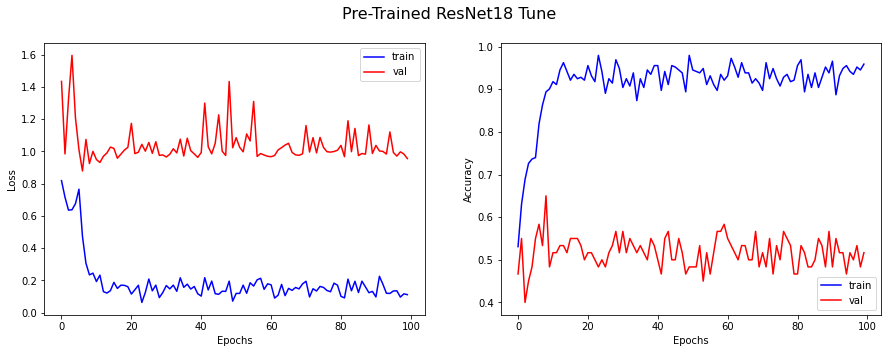 Pre-Trained ResNet18 Tune
train
val
1.6
1.4
1.2
1.0
0.8
0.6
0.4
0.2
0.0
Loss
0 20 40 60 80 100
Epochs
1.0
0.9
0.8
0.7
0.6
0.5
0.4
Accuracy
train
val
0 20 40 60 80 100
Epochs